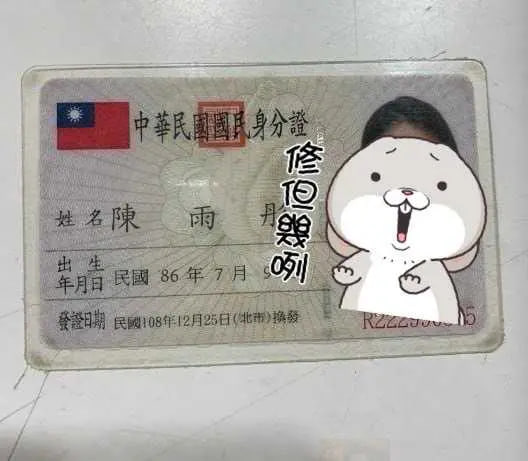 中華民國國民身分證
姓名 陳 雨
出生年月日 民國 86 年 7 月
發證日期 民國108年12月25日(北市)換發
修但幾咧